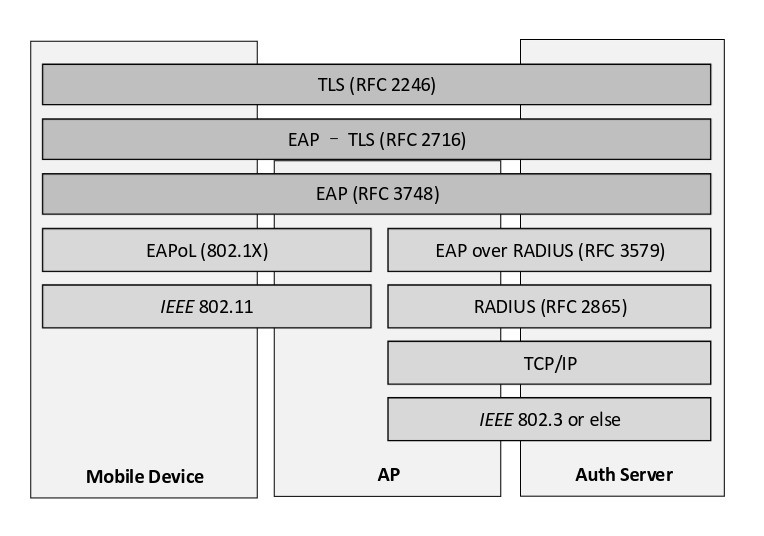 TLS (RFC 2246)
EAP – TLS (RFC 2716)
EAP (RFC 3748)
EAPoL (802.1X)
EAP over RADIUS (RFC 3579)
IEEE 802.11
RADIUS (RFC 2865)
TCP/IP
IEEE 802.3 or else
Mobile Device
AP
Auth Server